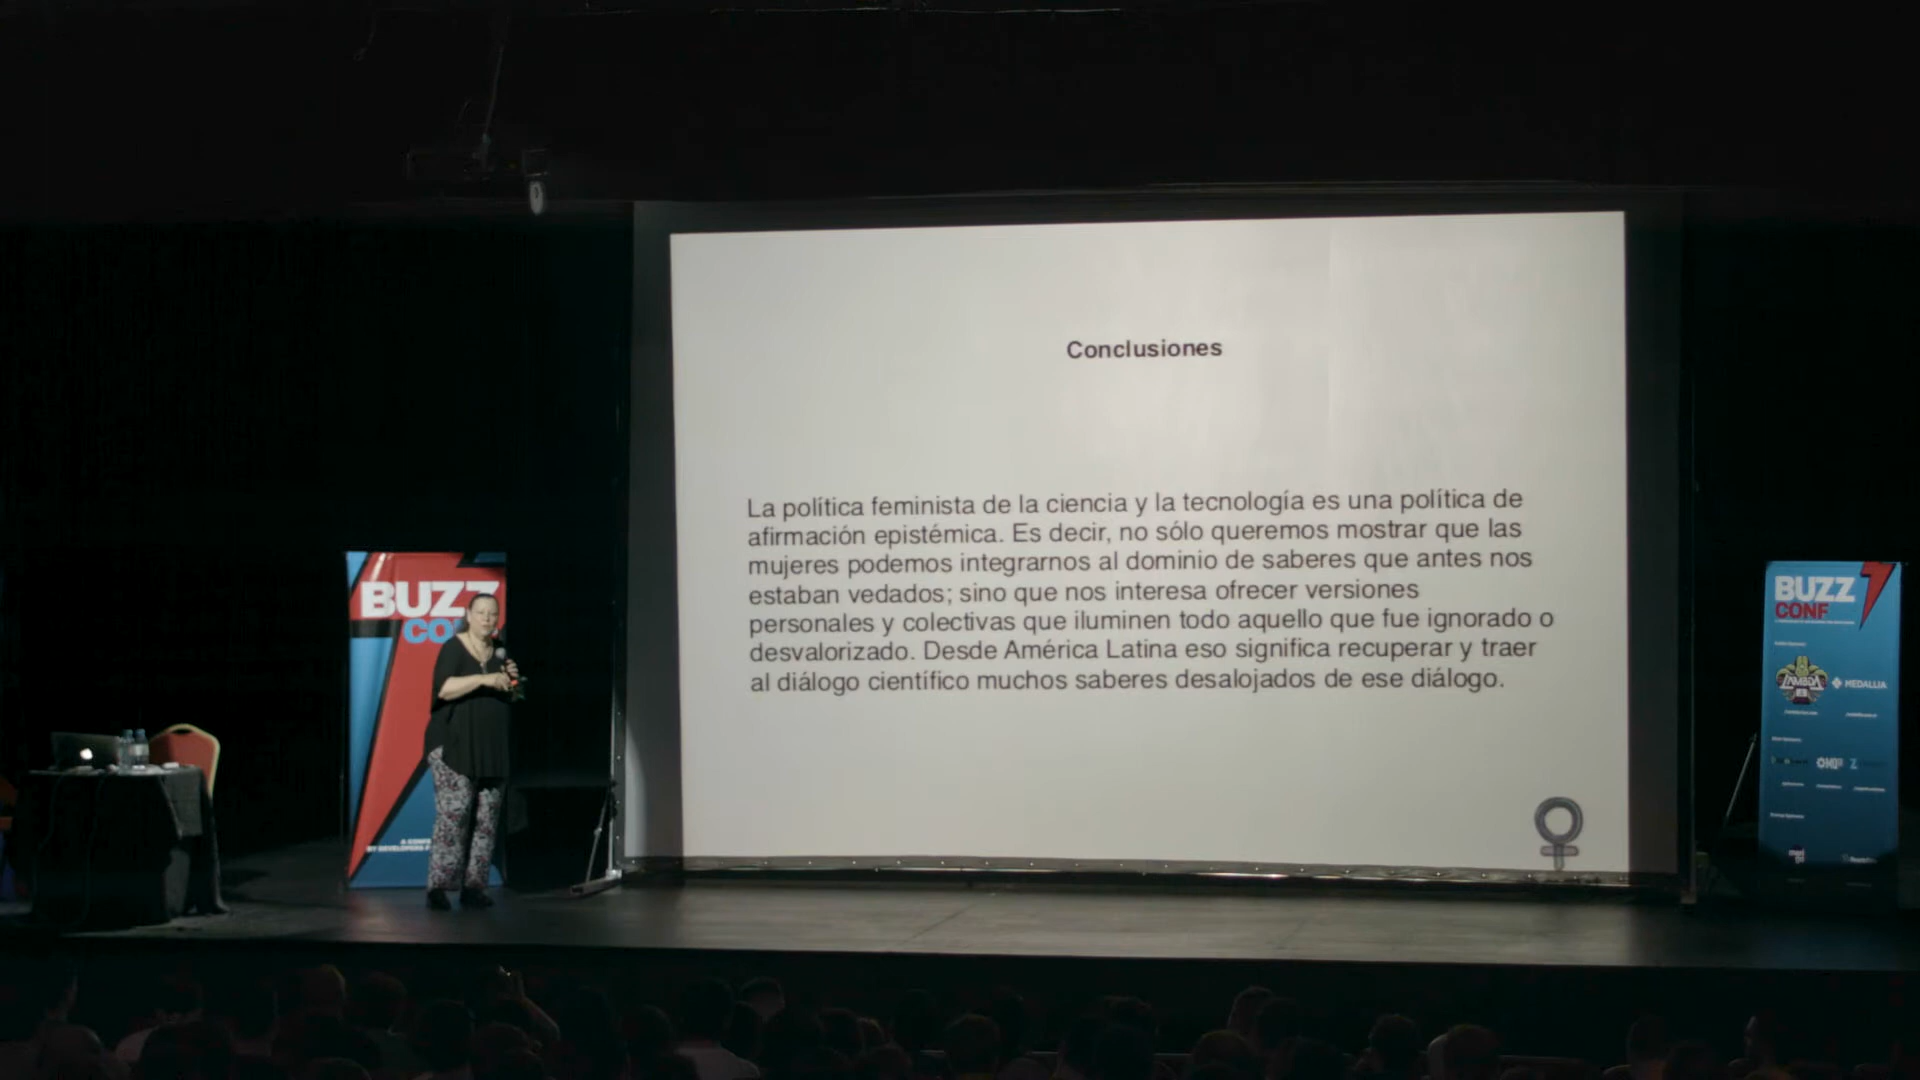 Conclusiones
La política feminista de la ciencia y la tecnología es una política de
afirmación epistémica. Es decir, no sólo queremos mostrar que las
mujeres podemos integrarnos al dominio de saberes que antes nos
estaban vedados; sino que nos interesa ofrecer versiones
personales y colectivas que iluminen todo aquello que fue ignorado o
desvalorizado. Desde América Latina eso significa recuperar y traer
al diálogo científico muchos saberes desalojados de ese diálogo.
BUZZ
CO
BUZZ
CONF
LAMBDA
MEDALLIA